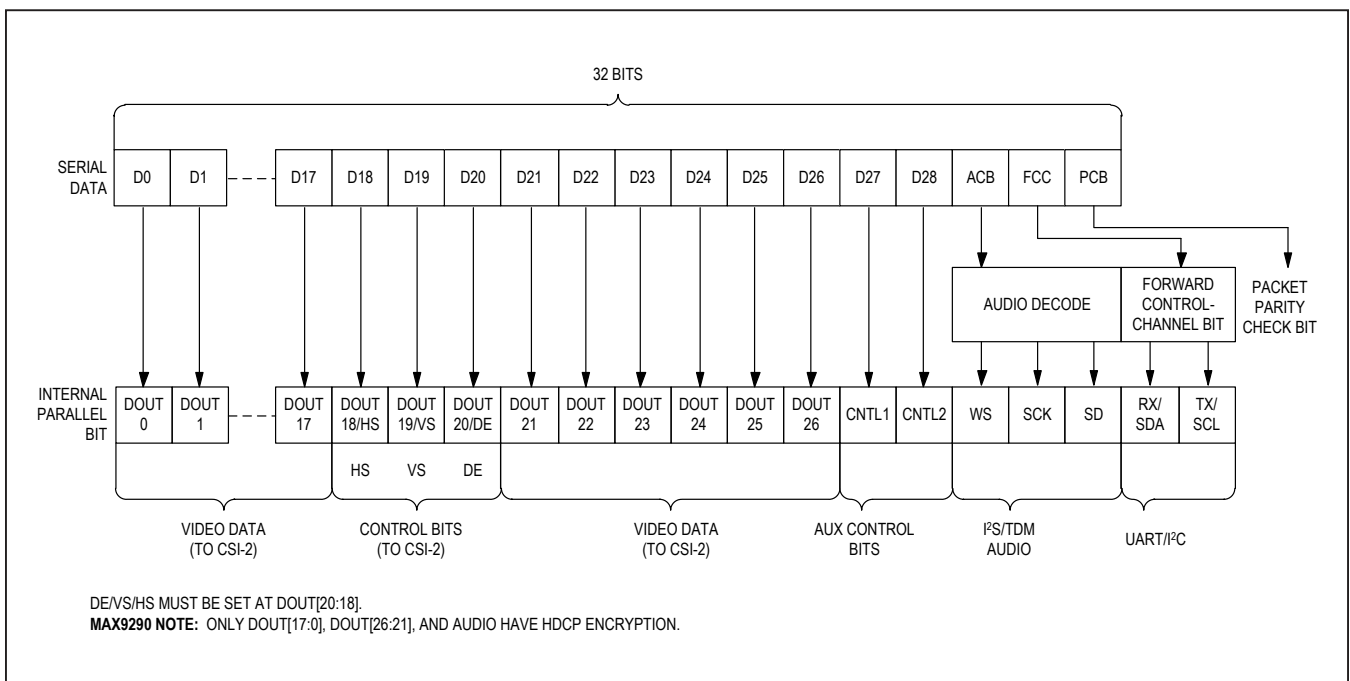 32 BITS
SERIAL
DATA
D0 D1 D17 D18 D19 D20 D21 D22 D23 D24 D25 D26 D27 D28 ACB FCC PCB
AUDIO DECODE
FORWARD
CONTROL-
CHANNEL BIT
PACKET
PARITY
CHECK BIT
INTERNAL
PARALLEL
BIT
DOUT DOUT DOUT DOUT DOUT DOUT DOUT DOUT DOUT DOUT DOUT DOUT CNTL1 CNTL2 WS SCK SD RX/ TX/
0 1 17 18/HS 19/VS 20/DE 21 22 23 24 25 26 SDA SCL
HS VS DE
VIDEO DATA
(TO CSI-2)
CONTROL BITS
(TO CSI-2)
VIDEO DATA
(TO CSI-2)
AUX CONTROL
BITS
I²S/TDM
AUDIO
UART/I²C
DE/VS/HS MUST BE SET AT DOUT[20:18].
MAX9290 NOTE: ONLY DOUT[17:0], DOUT[26:21], AND AUDIO HAVE HDCP ENCRYPTION.